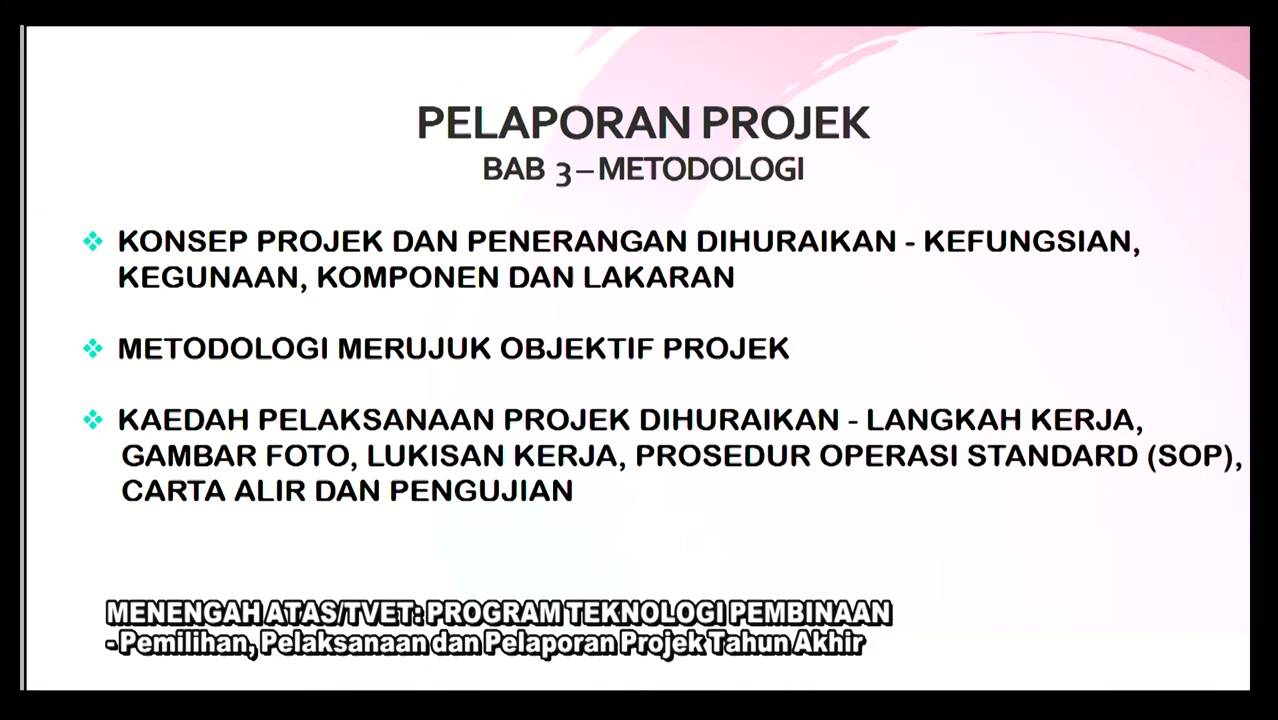 PELAPORAN PROJEK
BAB 3 – METODOLOGI
KONSEP PROJEK DAN PENERANGAN DIHURAIKAN - KEFUNGSIAN,
KEGUNAAN, KOMPONEN DAN LAKARAN
METODOLOGI MERUJUK OBJEKTIF PROJEK
KAEDAH PELAKSANAAN PROJEK DIHURAIKAN - LANGKAH KERJA,
GAMBAR FOTO, LUKISAN KERJA, PROSEDUR OPERASI STANDARD (SOP),
CARTA ALIR DAN PENGUJIAN
MENENGAH ATAS/TVET: PROGRAM TEKNOLOGI PEMBINAAN
- Pemilihan, Pelaksanaan dan Pelaporan Projek Tahun Akhir